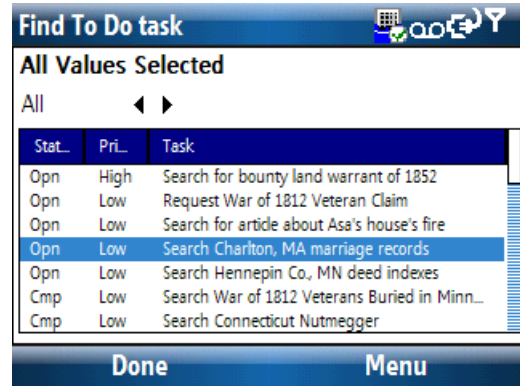 Find To Do task
All Values Selected
All
Stat... Pri... Task
Opn High Search for bounty land warrant of 1852
Opn Low Request War of 1812 Veteran Claim
Opn Low Search for article about Asa's house's fire
Opn Low Search Charlton, MA marriage records
Opn Low Search Hennepin Co., MN deed indexes
Cmp Low Search War of 1812 Veterans Buried in Minn...
Cmp Low Search Connecticut Nutmegger
Done Menu